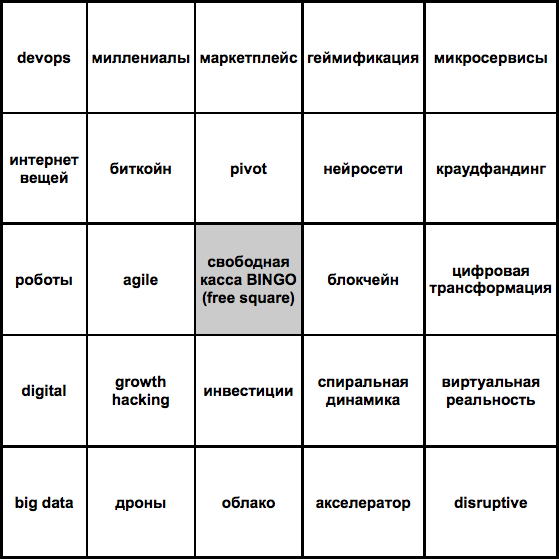 devops
миллениалы
маркетплейс
геймификация
микросервисы
интернет
вещей
биткойн
pivot
нейросети
краудфандинг
роботы
agile
свободная
касса BINGO
(free square)
блокчейн
цифровая
трансформация
digital
growth
hacking
инвестиции
спиральная
динамика
виртуальная
реальность
big data
дроны
облако
акселератор
disruptive